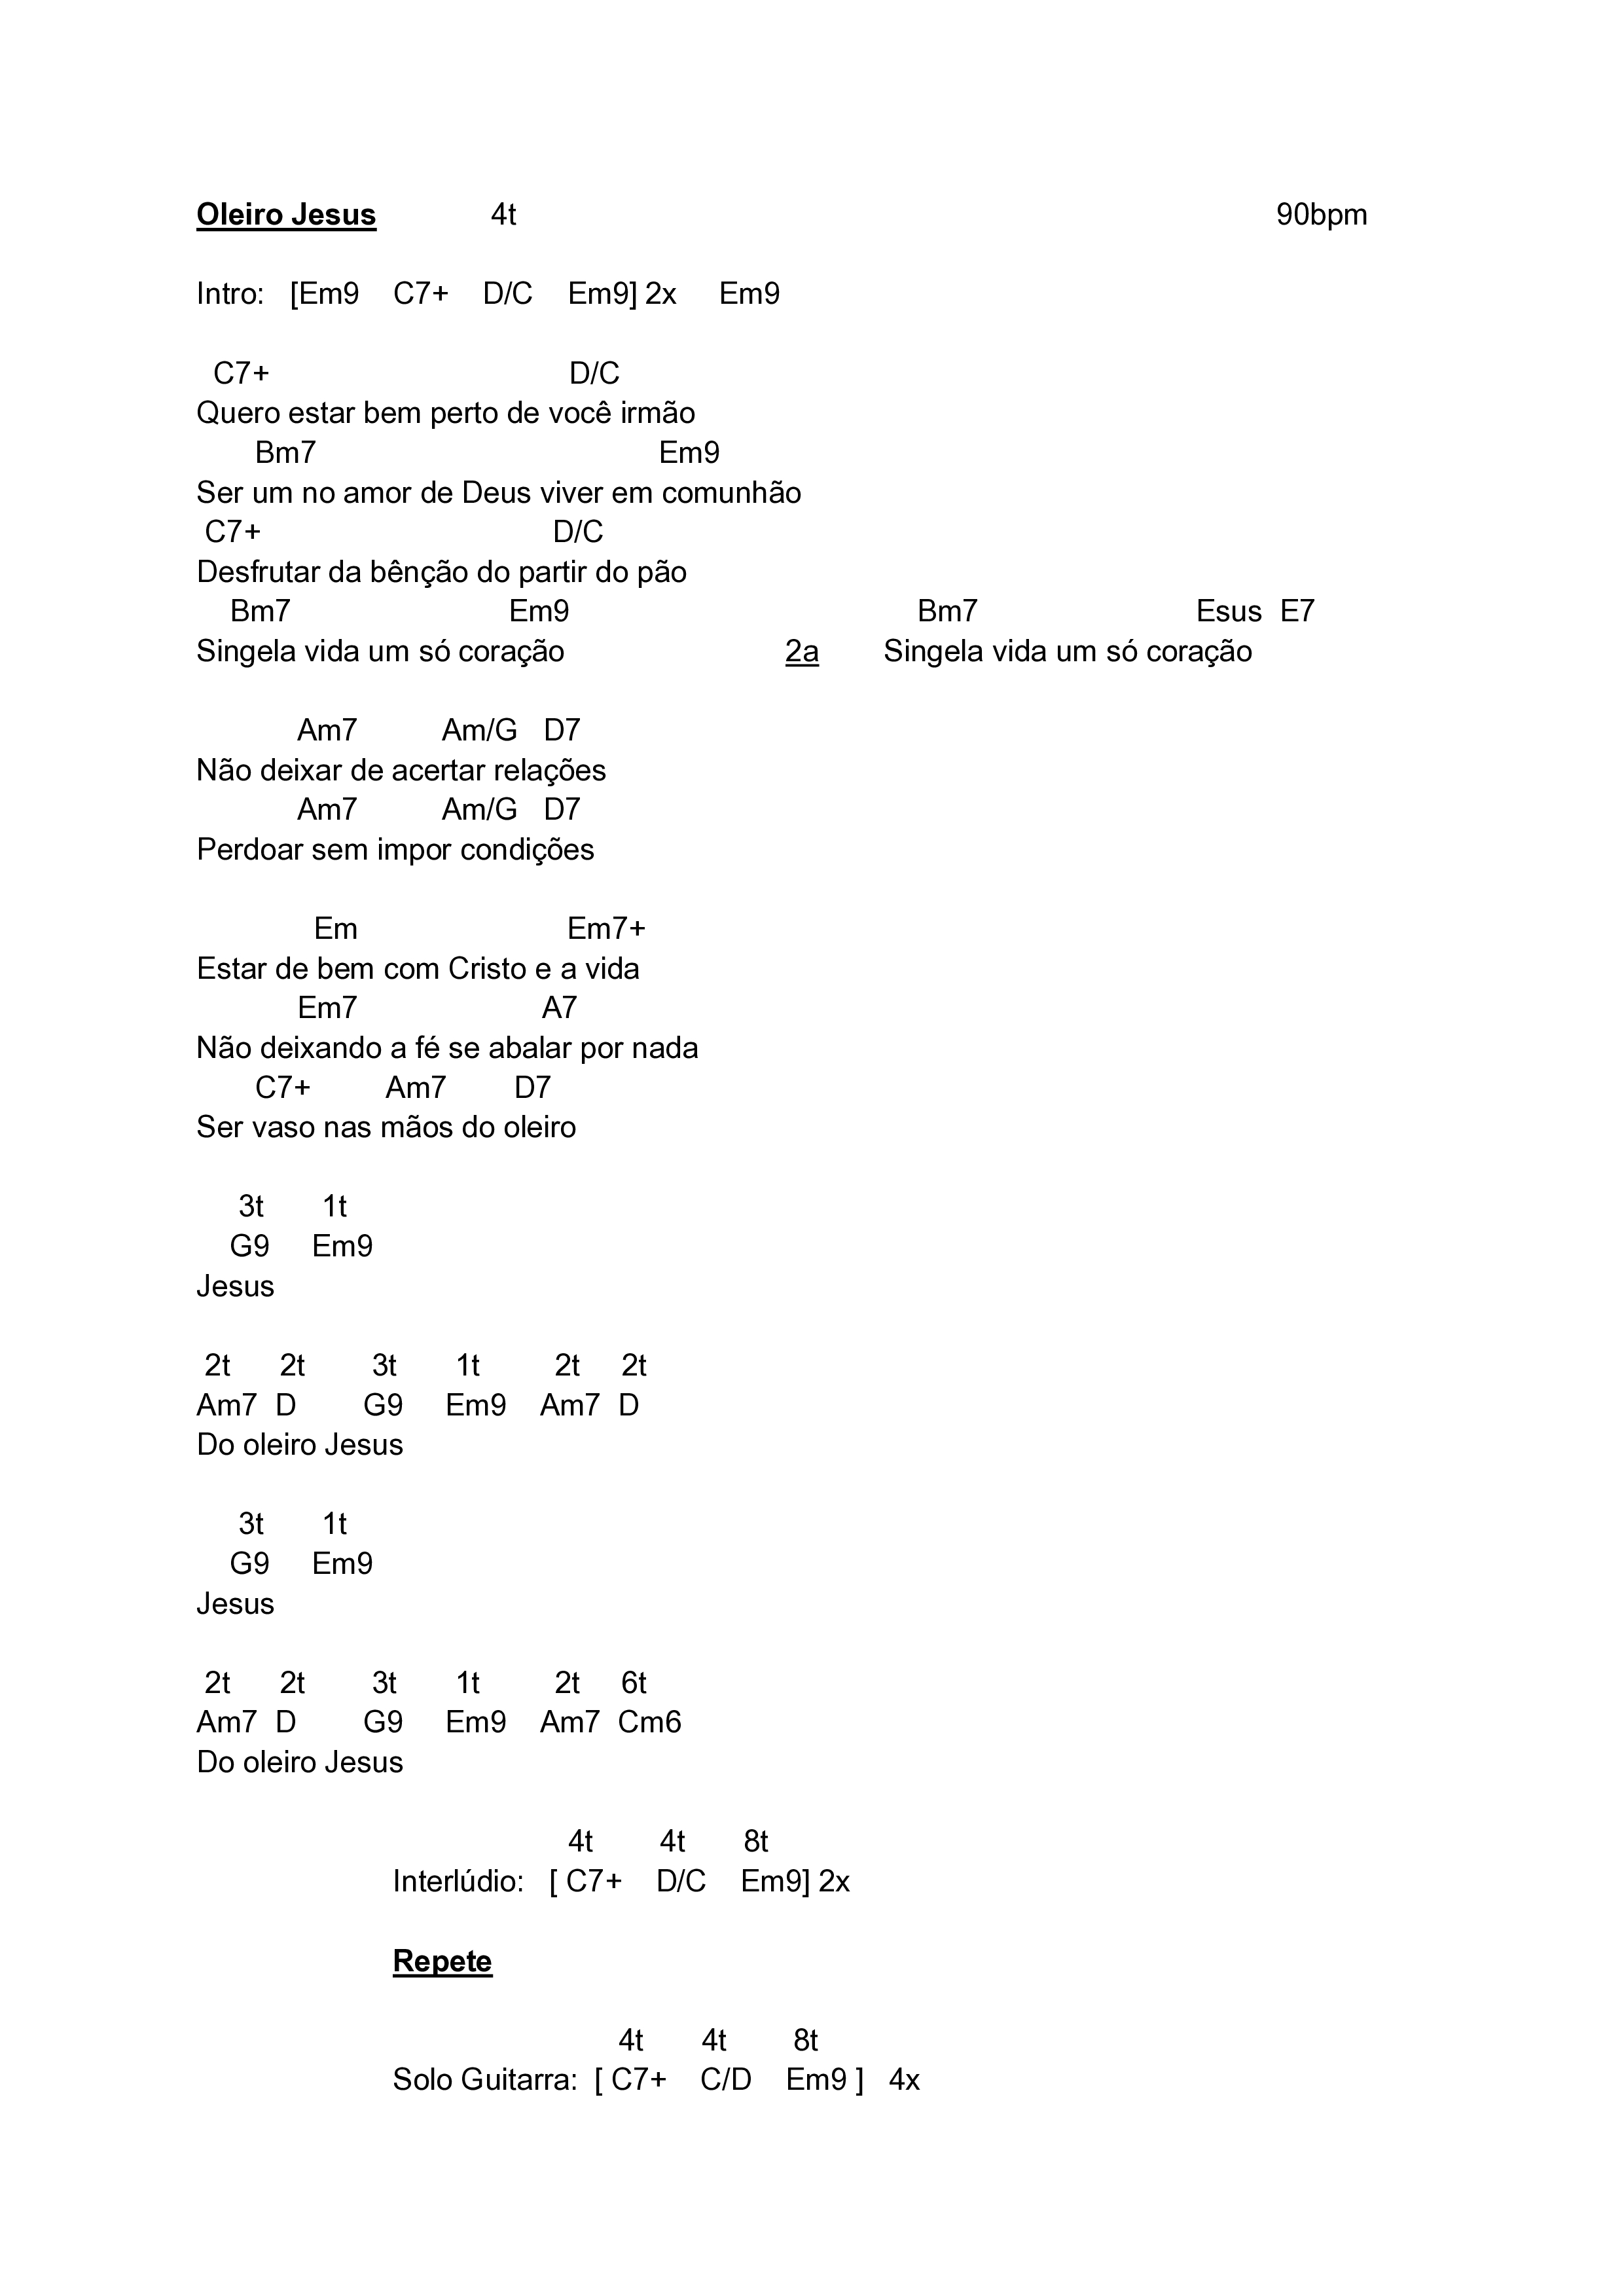 Oleiro Jesus 4t 90bpm
Intro: [Em9 C7+ D/C Em9] 2x Em9
C7+ D/C
Quero estar bem perto de você irmão
Bm7 Em9
Ser um no amor de Deus viver em comunhão
C7+ D/C
Desfrutar da bênção do partir do pão
Bm7 Em9 Bm7 Esus E7
Singela vida um só coração 2a Singela vida um só coração
Am7 Am/G D7
Não deixar de acertar relações
Am7 Am/G D7
Perdoar sem impor condições
Em Em7+
Estar de bem com Cristo e a vida
Em7 A7
Não deixando a fé se abalar por nada
C7+ Am7 D7
Ser vaso nas mãos do oleiro
3t 1t
G9 Em9
Jesus
2t 2t 3t 1t 2t 2t
Am7 D G9 Em9 Am7 D
Do oleiro Jesus
3t 1t
G9 Em9
Jesus
2t 2t 3t 1t 2t 6t
Am7 D G9 Em9 Am7 Cm6
Do oleiro Jesus
4t 4t 8t
Interlúdio: [ C7+ D/C Em9] 2x
Repete
4t 4t 8t
Solo Guitarra: [ C7+ C/D Em9 ] 4x